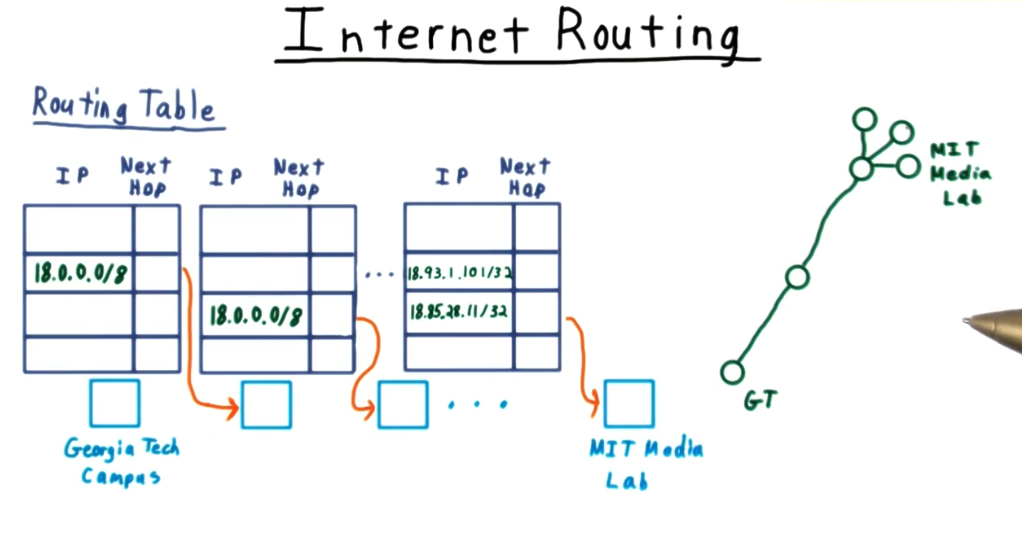 Internet Routing
Routing Table
IP Next Hop
IP Next Hop
IP Next Hop
18.0.0.0/8
18.0.0.0/8
... 18.93.1.101/32
18.85.28.11/32
...
Georgia Tech
Campus
MIT Media
Lab
MIT
Media
Lab
GT